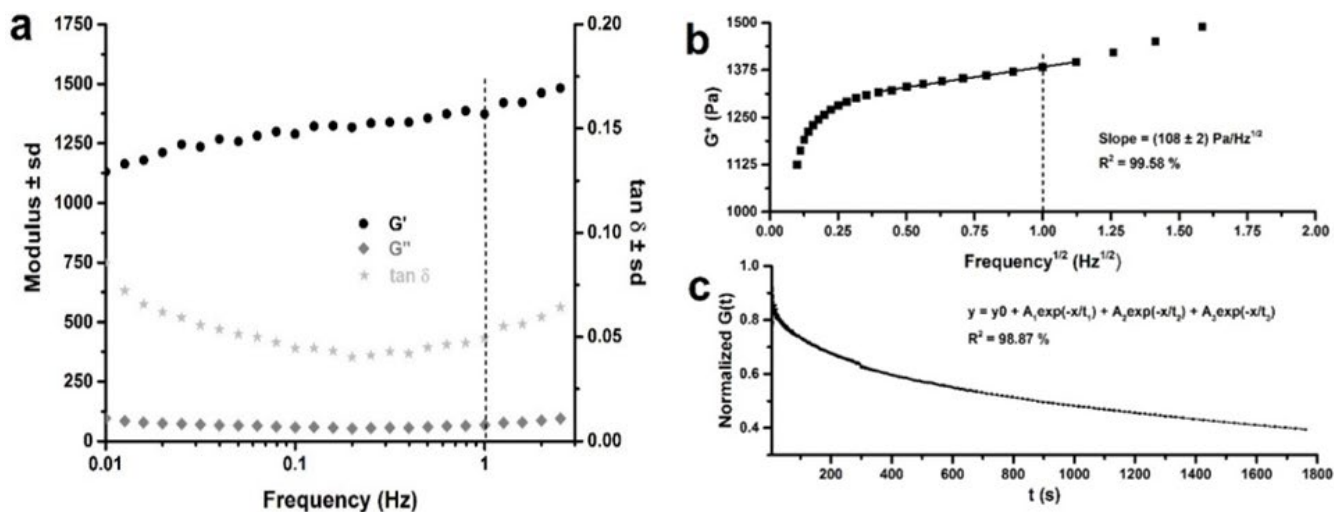 a
1750
1500
1250
1000
750
500
250
0
Modulus ± sd
G'
G"
tan δ
0.20
0.15
0.10
0.05
0.00
tan δ ± sd
0.01
0.1
1
Frequency (Hz)
b
1500
1375
1250
1125
1000
G* (Pa)
Slope = (108 ± 2) Pa/Hz^1/2
R² = 99.58 %
0.00
0.25
0.50
0.75
1.00
1.25
1.50
1.75
2.00
Frequency^1/2 (Hz^1/2)
c
1.0
0.8
0.6
0.4
Normalized G(t)
y = y0 + A₁exp(-x/t₁) + A₂exp(-x/t₂) + A₃exp(-x/t₃)
R² = 98.87 %
200
400
600
800
1000
1200
1400
1600
1800
t (s)